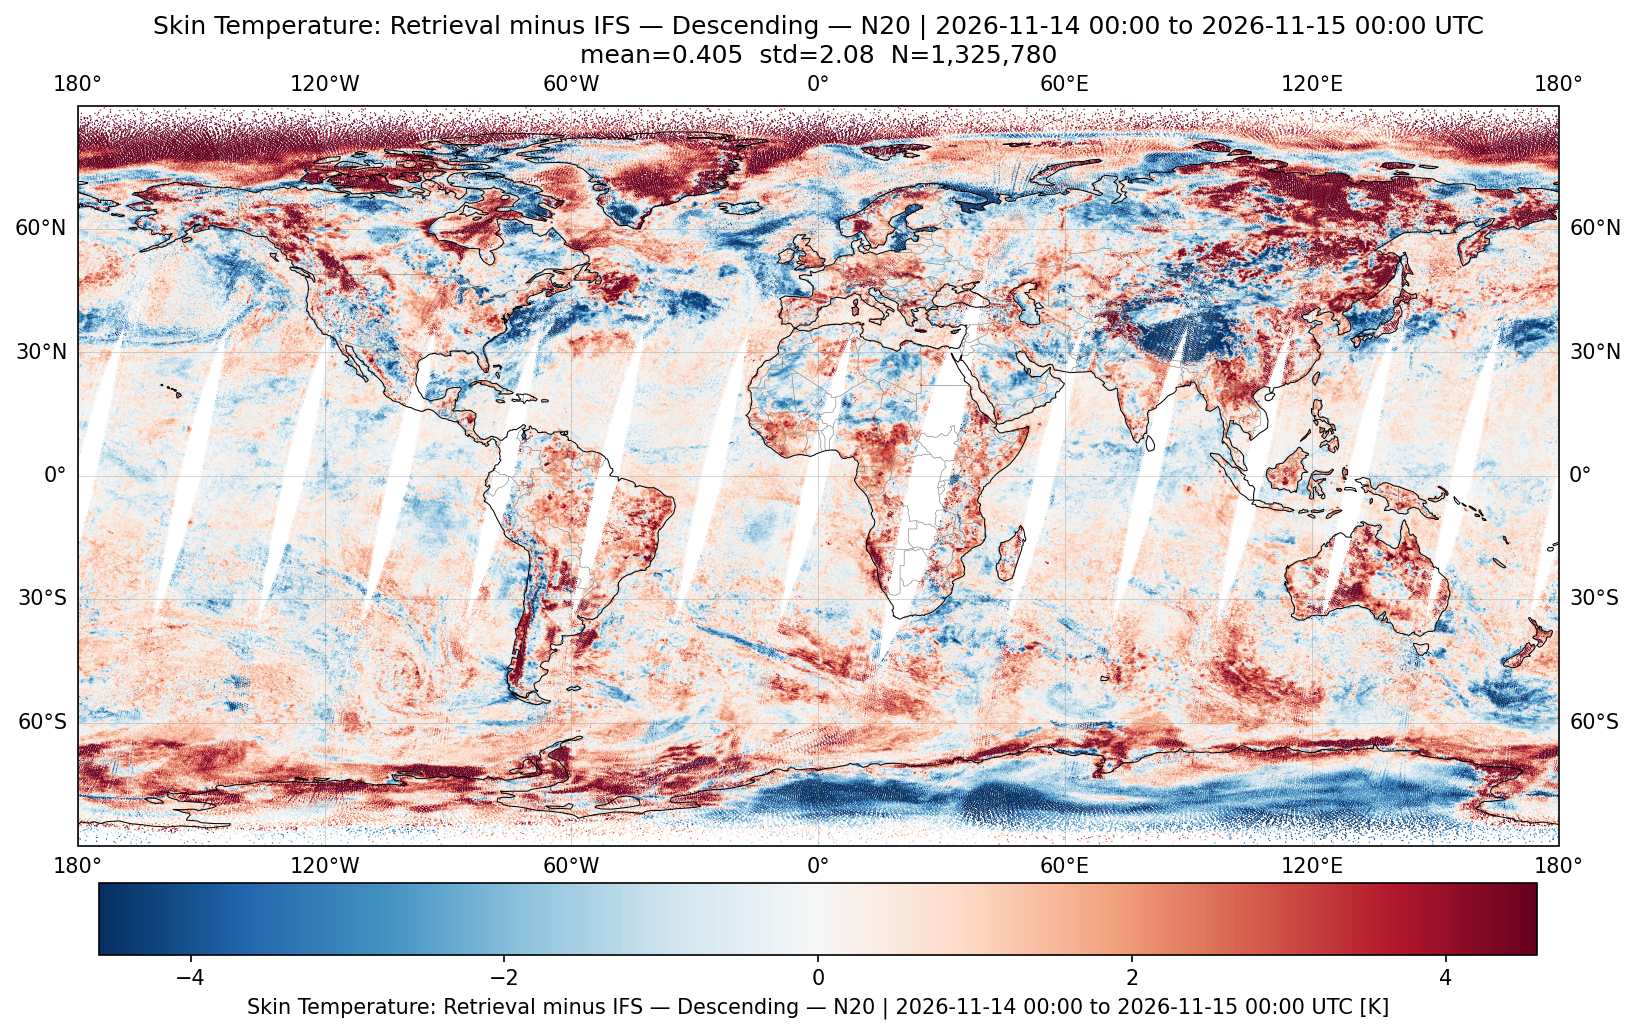 Skin Temperature: Retrieval minus IFS — Descending — N20 | 2026-11-14 00:00 to 2026-11-15 00:00 UTC
mean=0.405  std=2.08  N=1,325,780
180° 120°W 60°W 0° 60°E 120°E 180°
60°N 60°N
30°N 30°N
0° 0°
30°S 30°S
60°S 60°S
180° 120°W 60°W 0° 60°E 120°E 180°
−4 −2 0 2 4
Skin Temperature: Retrieval minus IFS — Descending — N20 | 2026-11-14 00:00 to 2026-11-15 00:00 UTC [K]